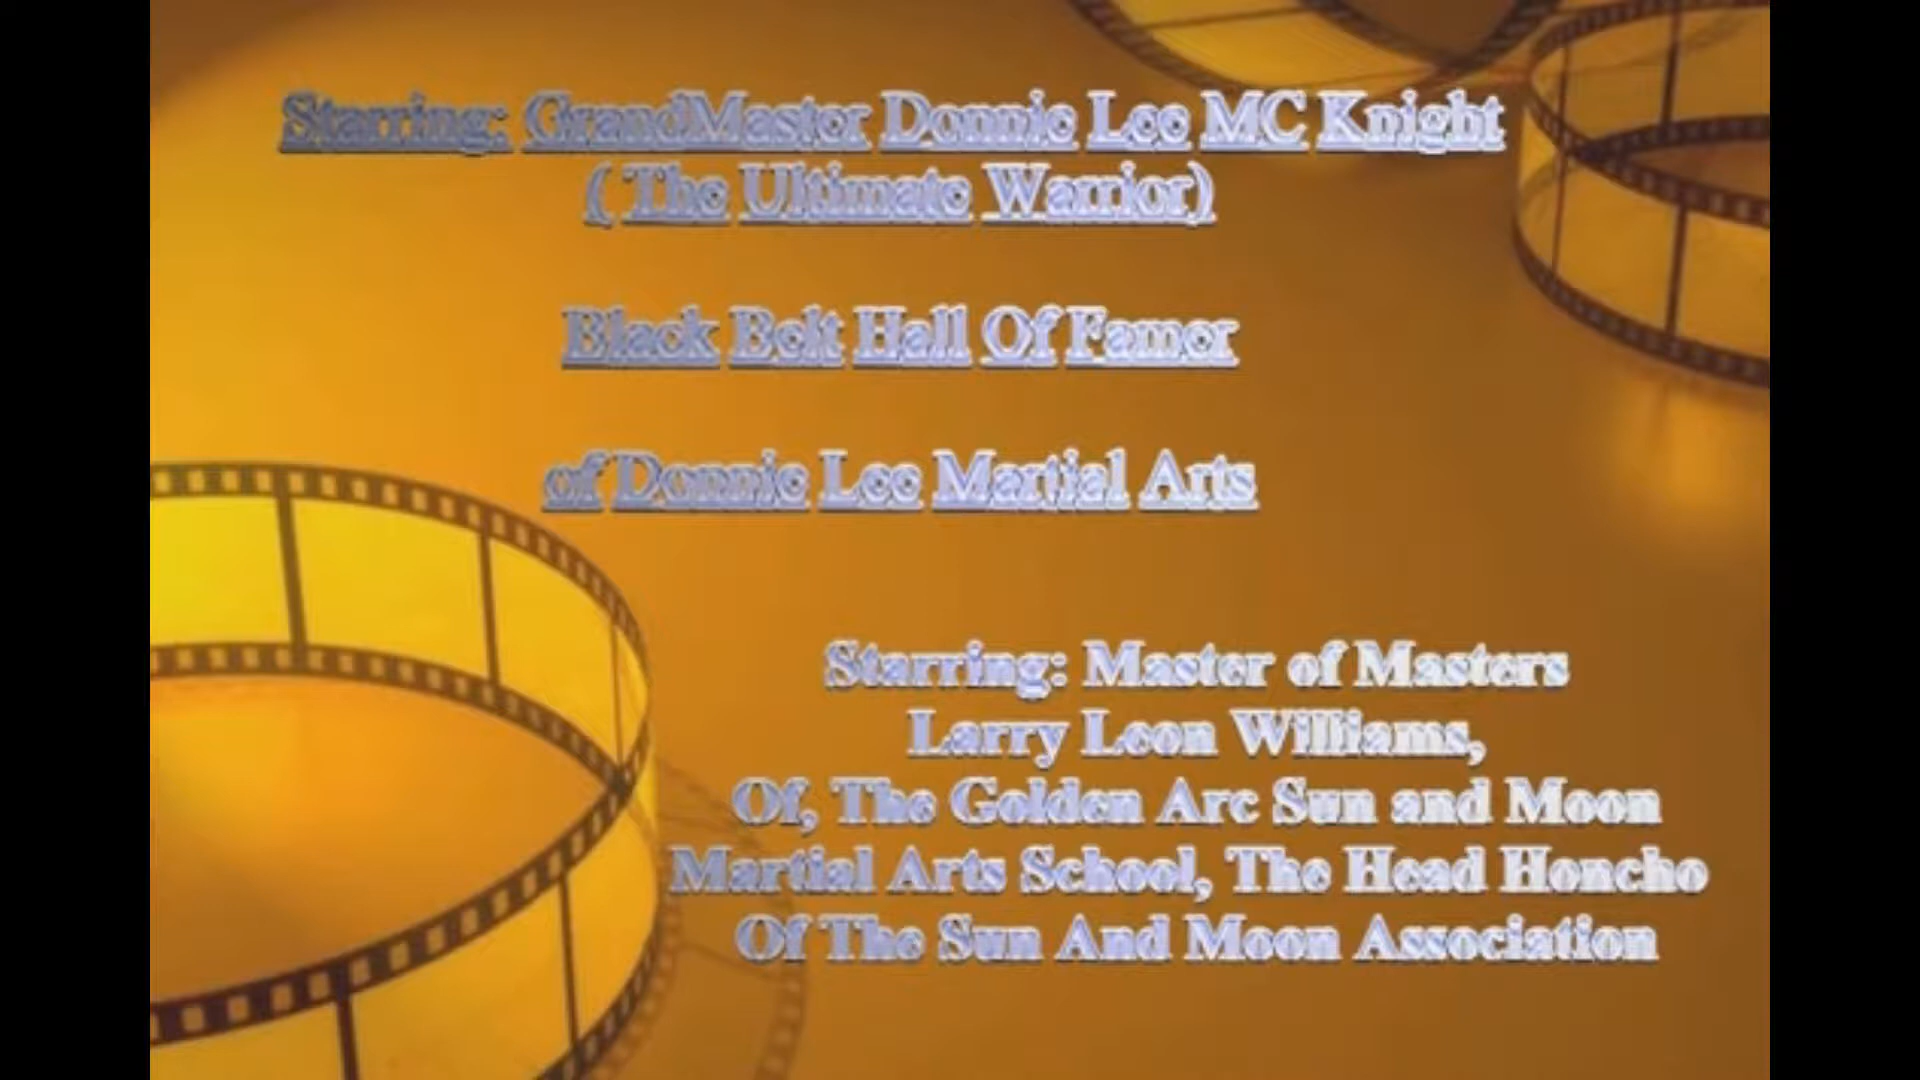 Starring: GrandMaster Donnie Lee MC Knight
( The Ultimate Warrior)
Black Belt Hall Of Famer
of Donnie Lee Martial Arts
Starring: Master of Masters
Larry Leon Williams,
Of, The Golden Arc Sun and Moon
Martial Arts School, The Head Honcho
Of The Sun And Moon Association